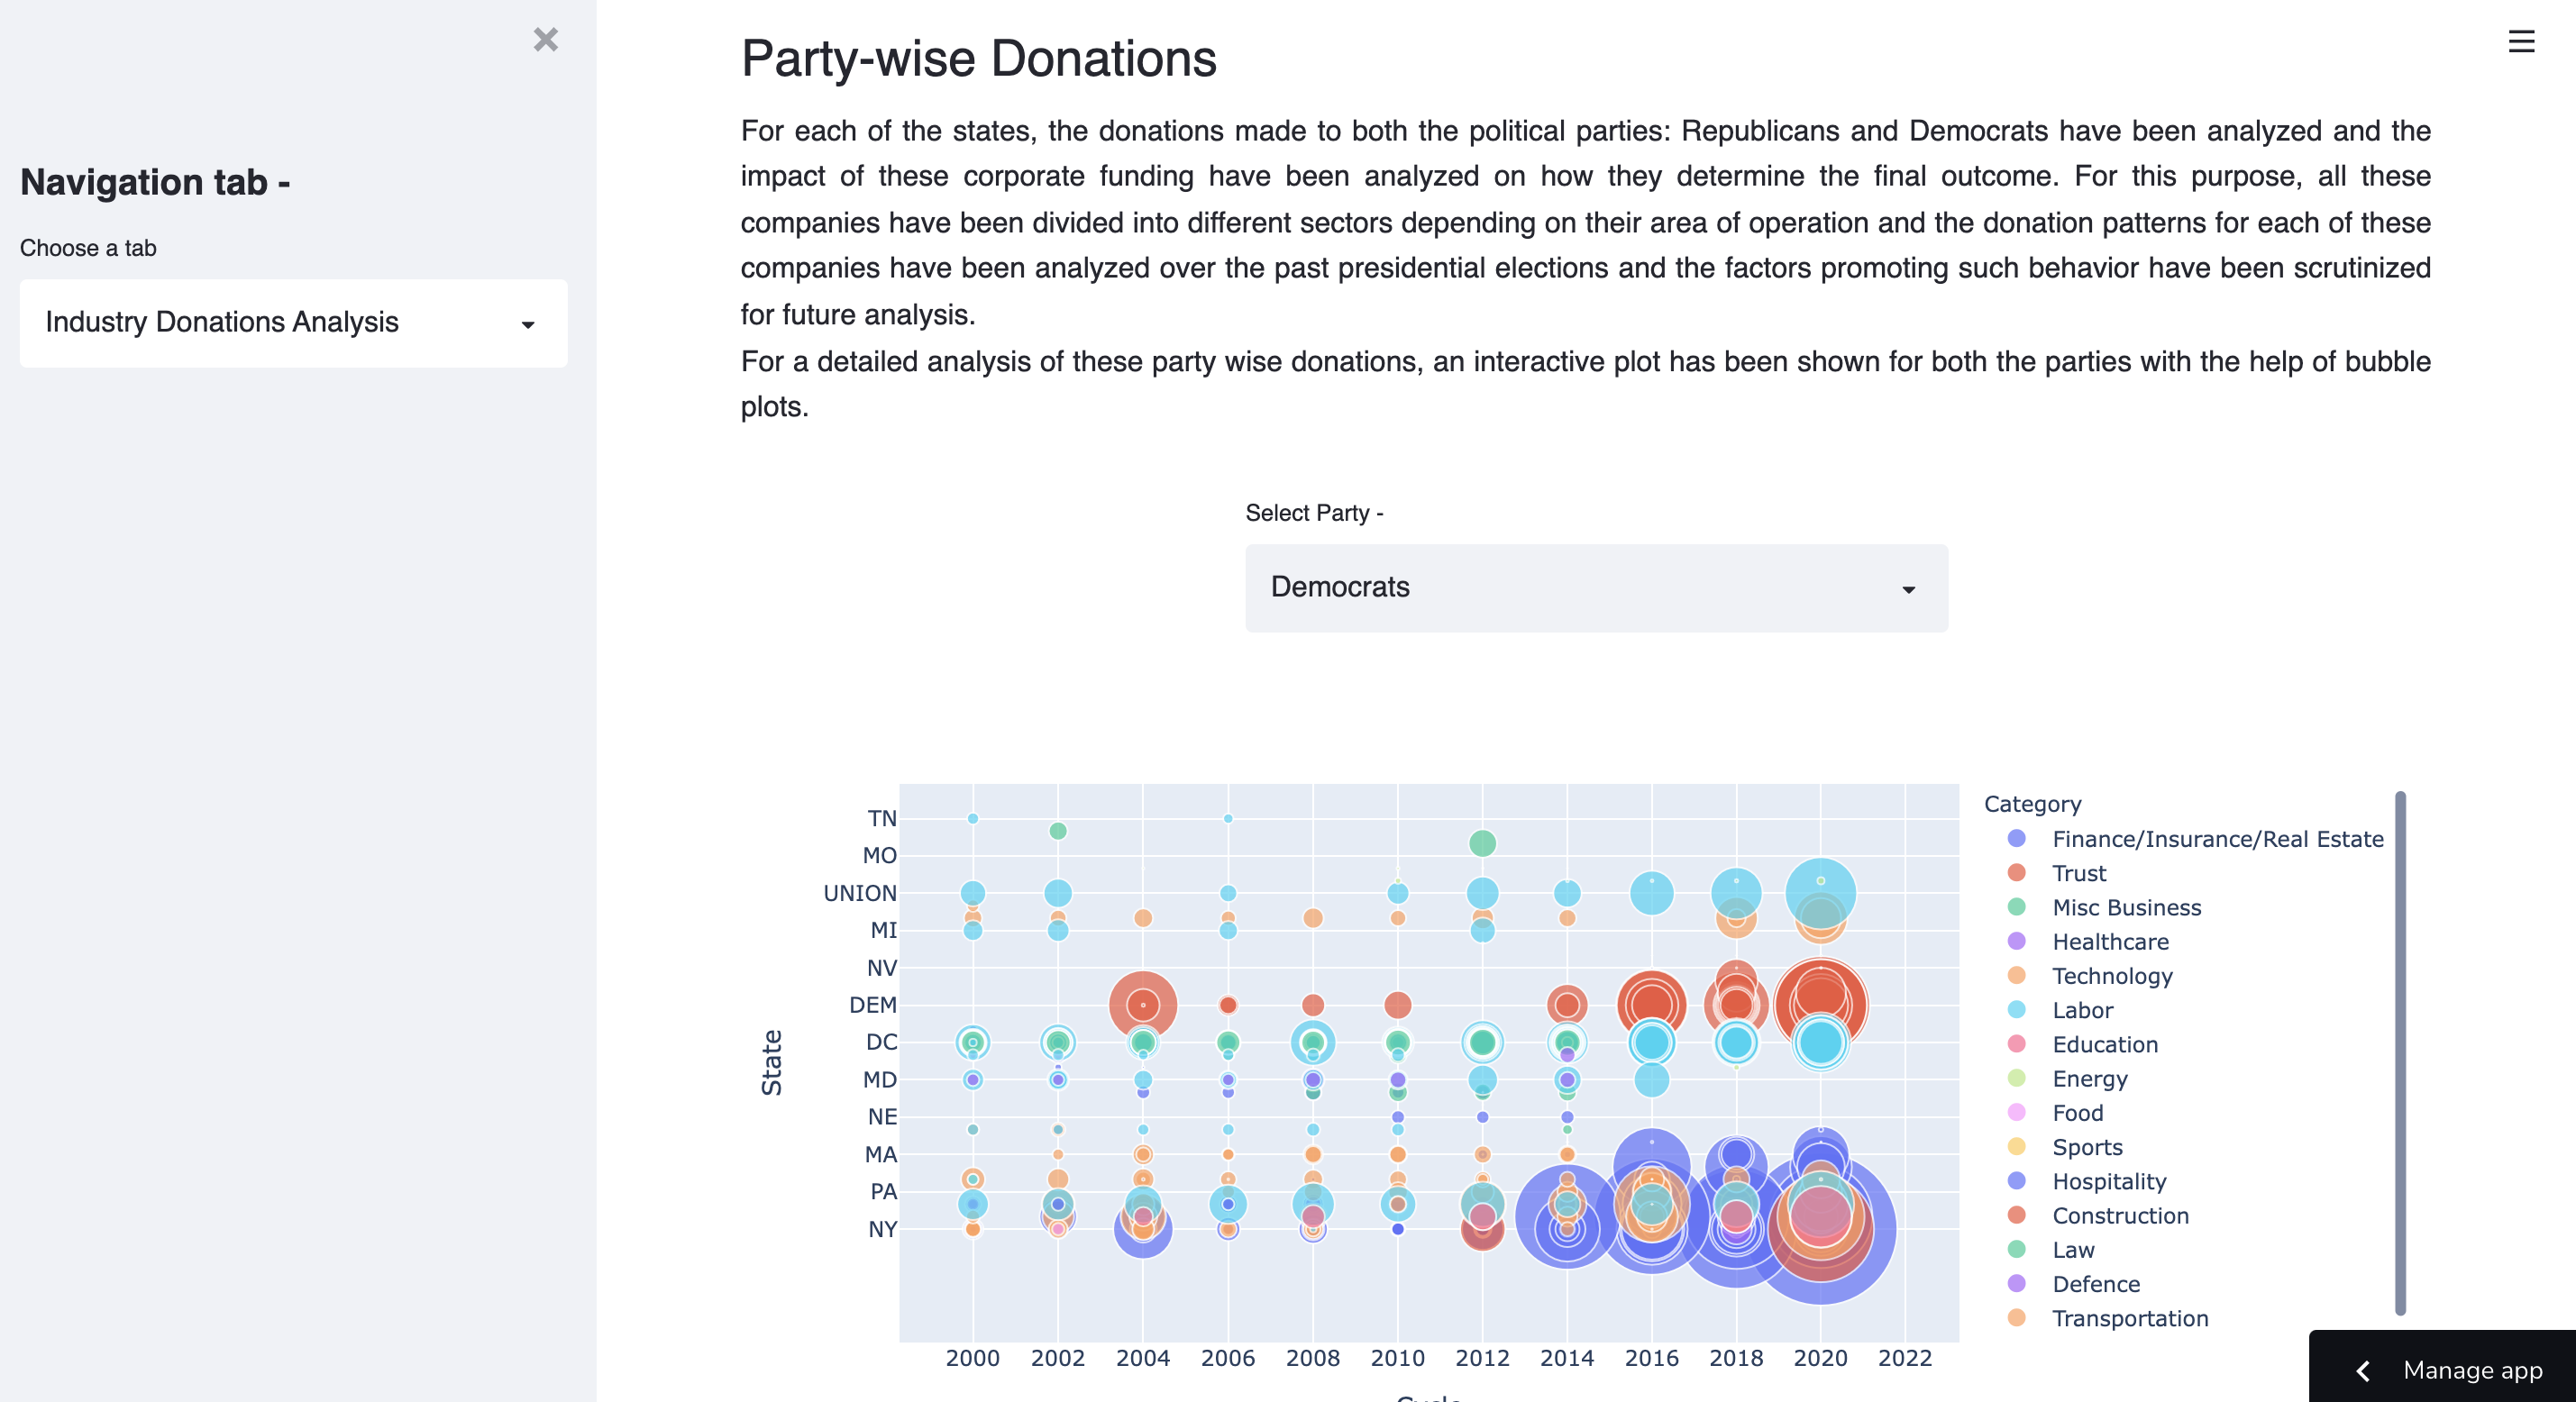 Navigation tab -
Choose a tab
Industry Donations Analysis
Party-wise Donations
For each of the states, the donations made to both the political parties: Republicans and Democrats have been analyzed and the
impact of these corporate funding have been analyzed on how they determine the final outcome. For this purpose, all these
companies have been divided into different sectors depending on their area of operation and the donation patterns for each of these
companies have been analyzed over the past presidential elections and the factors promoting such behavior have been scrutinized
for future analysis.
For a detailed analysis of these party wise donations, an interactive plot has been shown for both the parties with the help of bubble
plots.
Select Party -
Democrats
State
TN
MO
UNION
MI
NV
DEM
DC
MD
NE
MA
PA
NY
2000 2002 2004 2006 2008 2010 2012 2014 2016 2018 2020 2022
Category
Finance/Insurance/Real Estate
Trust
Misc Business
Healthcare
Technology
Labor
Education
Energy
Food
Sports
Hospitality
Construction
Law
Defence
Transportation
Manage app